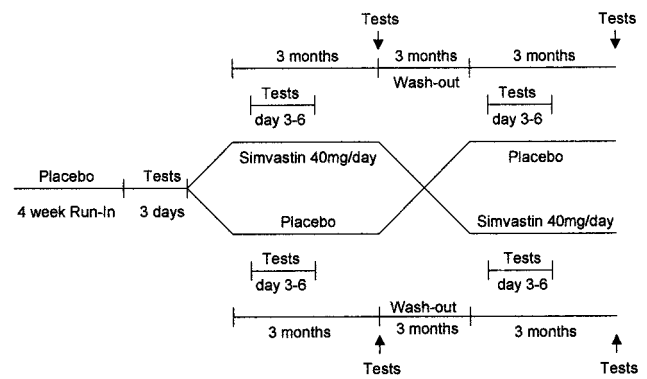 Tests Tests
3 months 3 months 3 months
Wash-out
Tests Tests
day 3-6 day 3-6
Simvastin 40mg/day Placebo
Placebo Tests
4 week Run-In 3 days
Placebo Simvastin 40mg/day
Tests Tests
day 3-6 day 3-6
Wash-out
3 months 3 months 3 months
Tests Tests